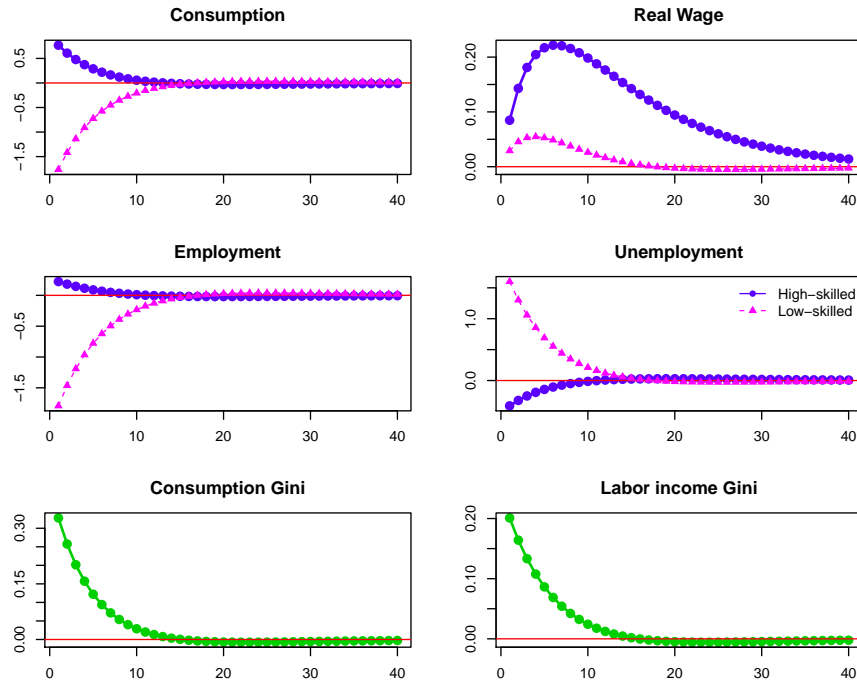 Consumption
0.5
−0.5
−1.5
0 10 20 30 40
Real Wage
0.20
0.10
0.00
0 10 20 30 40
Employment
−0.5
−1.5
0 10 20 30 40
Unemployment
1.0
0.0
High−skilled
Low−skilled
0 10 20 30 40
Consumption Gini
0.30
0.15
0.00
0 10 20 30 40
Labor income Gini
0.20
0.10
0.00
0 10 20 30 40